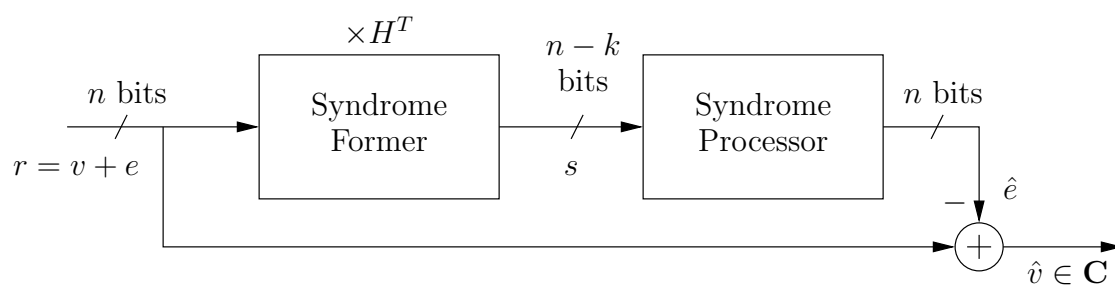 ×H^T
n − k
bits
n bits
Syndrome
Former
Syndrome
Processor
n bits
r = v + e
s
−
ê
+
v̂ ∈ C